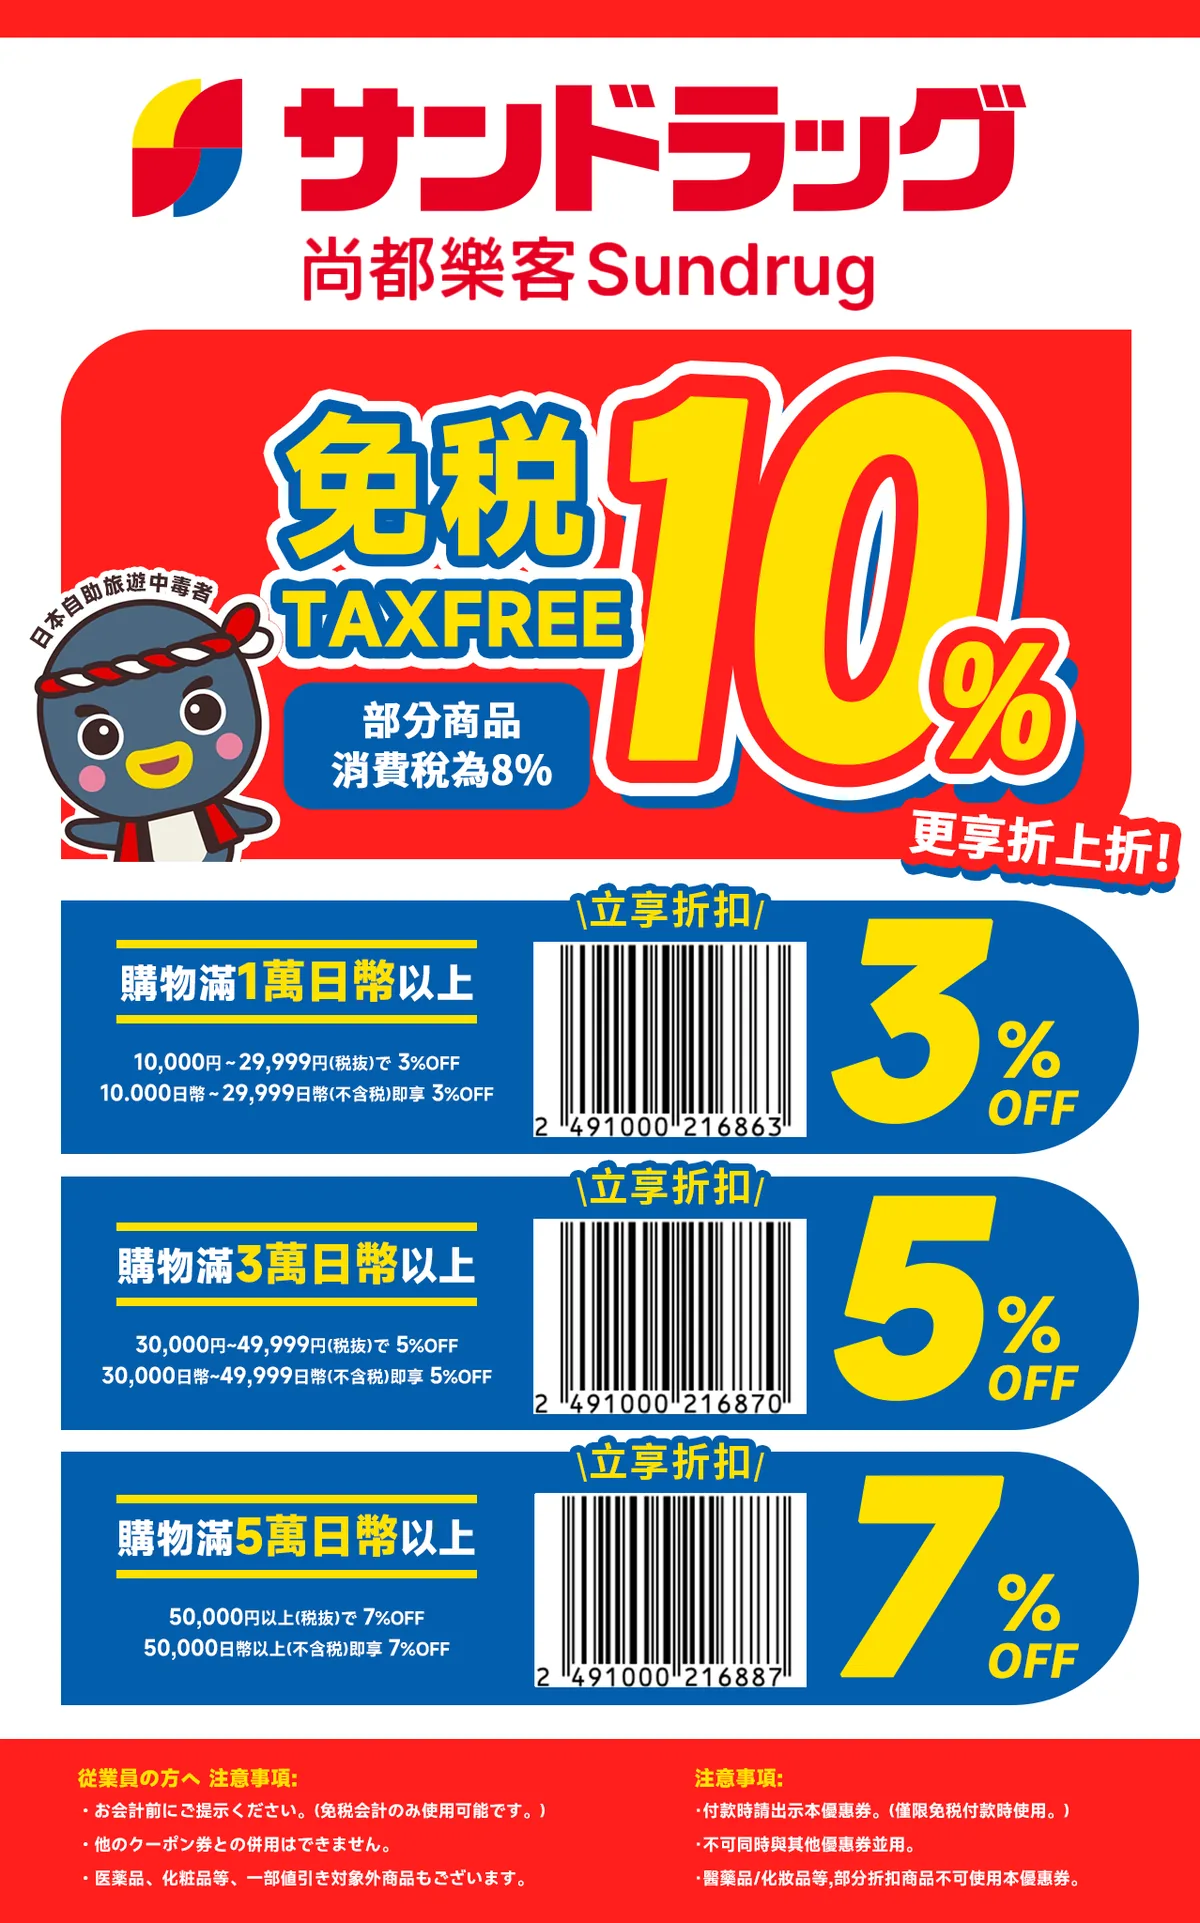 サンドラッグ
尚都樂客Sundrug
免税
TAXFREE
10%
部分商品
消費稅為8%
日本自助旅遊中毒者
更享折上折!
\立享折扣/
購物滿1萬日幣以上
10,000円~29,999円(税抜)で 3%OFF
10.000日幣~29,999日幣(不含税)即享 3%OFF
2 491000 216863
3%OFF
\立享折扣/
購物滿3萬日幣以上
30,000円~49,999円(税抜)で 5%OFF
30,000日幣~49,999日幣(不含税)即享 5%OFF
2 491000 216870
5%OFF
\立享折扣/
購物滿5萬日幣以上
50,000円以上(税抜)で 7%OFF
50,000日幣以上(不含税)即享 7%OFF
2 491000 216887
7%OFF
従業員の方へ 注意事項:
・お会計前にご提示ください。(免税会計のみ使用可能です。)
・他のクーポン券との併用はできません。
・医薬品、化粧品等、一部値引き対象外商品もございます。
注意事項:
·付款時請出示本優惠券。(僅限免税付款時使用。)
·不可同時與其他優惠券並用。
·醫藥品/化妝品等,部分折扣商品不可使用本優惠券。